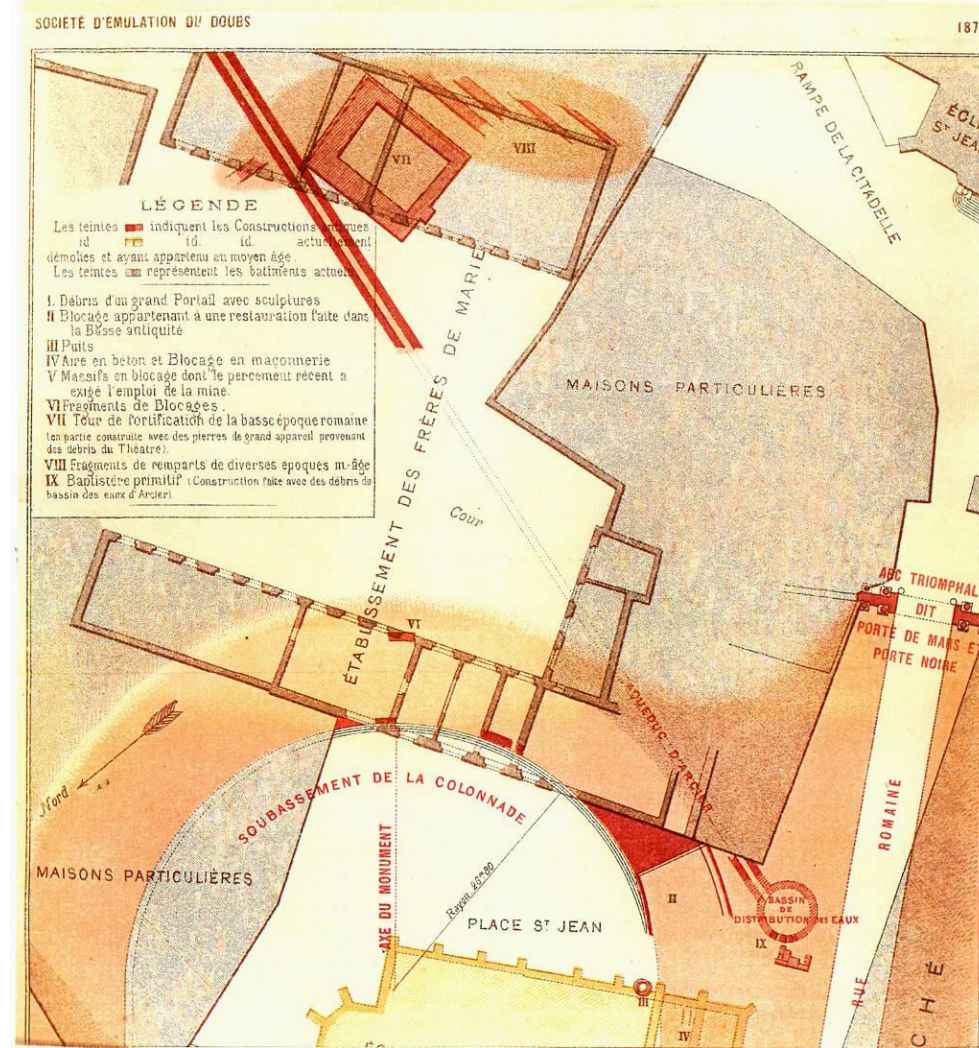 SOCIÉTÉ D'ÉMULATION DU DOUBS
187
RAMPE DE LA CITADELLE
ST JEAN
VII
VIII
LÉGENDE
Les teintes indiquent les Constructions antiques
id id. id. actuellement
démolies et ayant appartenu au moyen âge.
Les teintes représentent les batiments actuels
I. Débris d'un grand Portail avec sculptures
II Blocage appartenant à une restauration faite dans
la Basse antiquité
III Puits
IV Aire en béton et Blocage en maçonnerie
V Massifs en blocage dont le percement récent a
exigé l'emploi de la mine.
VI Fragments de Blocages.
VII Tour de fortification de la basse époque romaine
(en partie construite avec des pierres de grand appareil provenant
des débris du Théatre).
VIII Fragments de remparts de diverses époques m-âge
IX Baptistère primitif (Construction faite avec des débris de
bassin des eaux d'Arcier)
ÉTABLISSEMENT DES FRÈRES DE MARIE
MAISONS PARTICULIÈRES
Cour
ARC TRIOMPHAL
DIT
PORTE DE MARS ET
PORTE NOIRE
VI
AQUEDUC D'ARCIER
Nord
SOUBASSEMENT DE LA COLONNADE
AXE DU MONUMENT
MAISONS PARTICULIÈRES
PLACE ST JEAN
II
BASSIN
DE
DISTRIBUTION DES EAUX
IX
RUE ROMAINE
III
IV
CHÉ